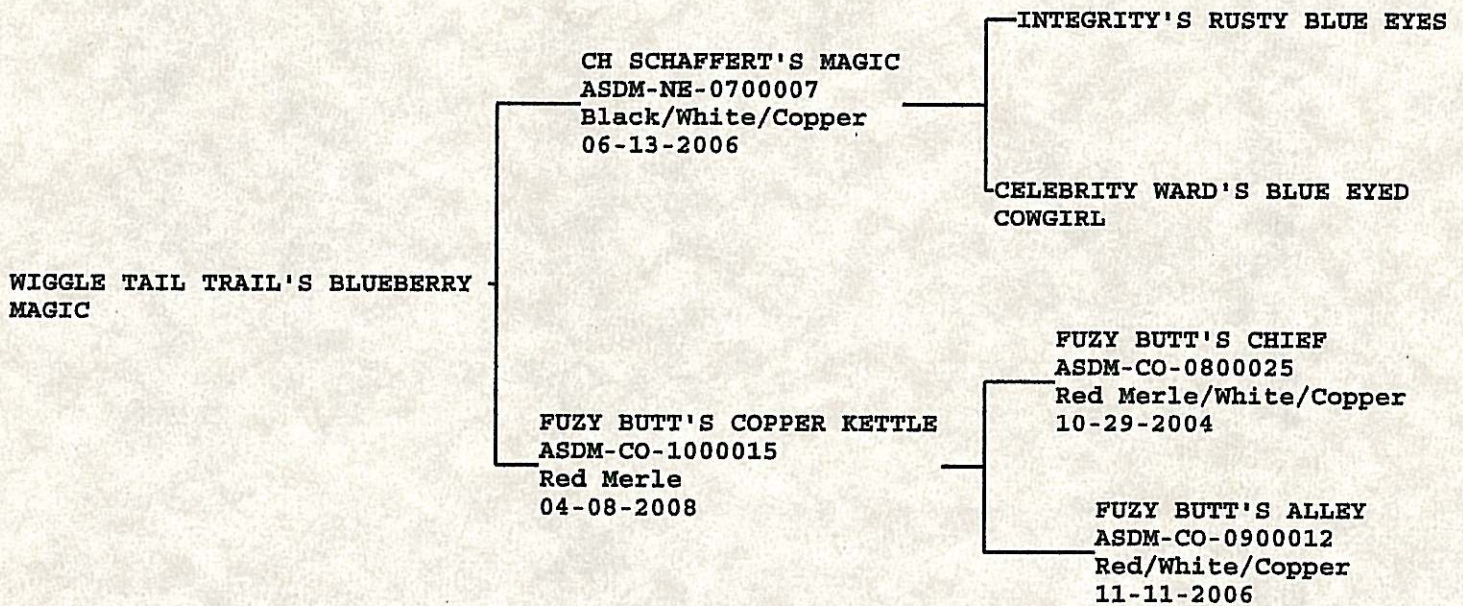 INTEGRITY'S RUSTY BLUE EYES
CH SCHAFFERT'S MAGIC
ASDM-NE-0700007
Black/White/Copper
06-13-2006
CELEBRITY WARD'S BLUE EYED
COWGIRL
WIGGLE TAIL TRAIL'S BLUEBERRY
MAGIC
FUZY BUTT'S CHIEF
ASDM-CO-0800025
Red Merle/White/Copper
10-29-2004
FUZY BUTT'S COPPER KETTLE
ASDM-CO-1000015
Red Merle
04-08-2008
FUZY BUTT'S ALLEY
ASDM-CO-0900012
Red/White/Copper
11-11-2006